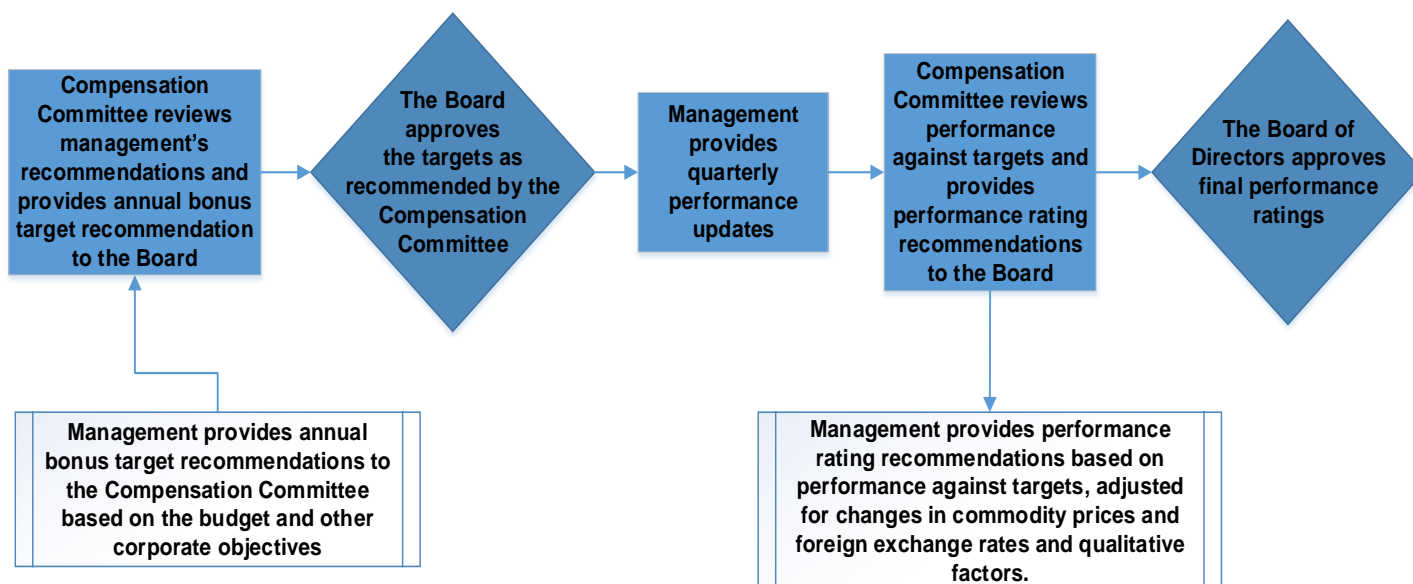 Compensation
Committee reviews
management’s
recommendations and
provides annual bonus
target recommendation
to the Board
The Board
approves
the targets as
recommended by the
Compensation
Committee
Management
provides
quarterly
performance
updates
Compensation
Committee reviews
performance
against targets and
provides
performance rating
recommendations
to the Board
The Board of
Directors approves
final performance
ratings
Management provides annual
bonus target recommendations to
the Compensation Committee
based on the budget and other
corporate objectives
Management provides performance
rating recommendations based on
performance against targets, adjusted
for changes in commodity prices and
foreign exchange rates and qualitative
factors.